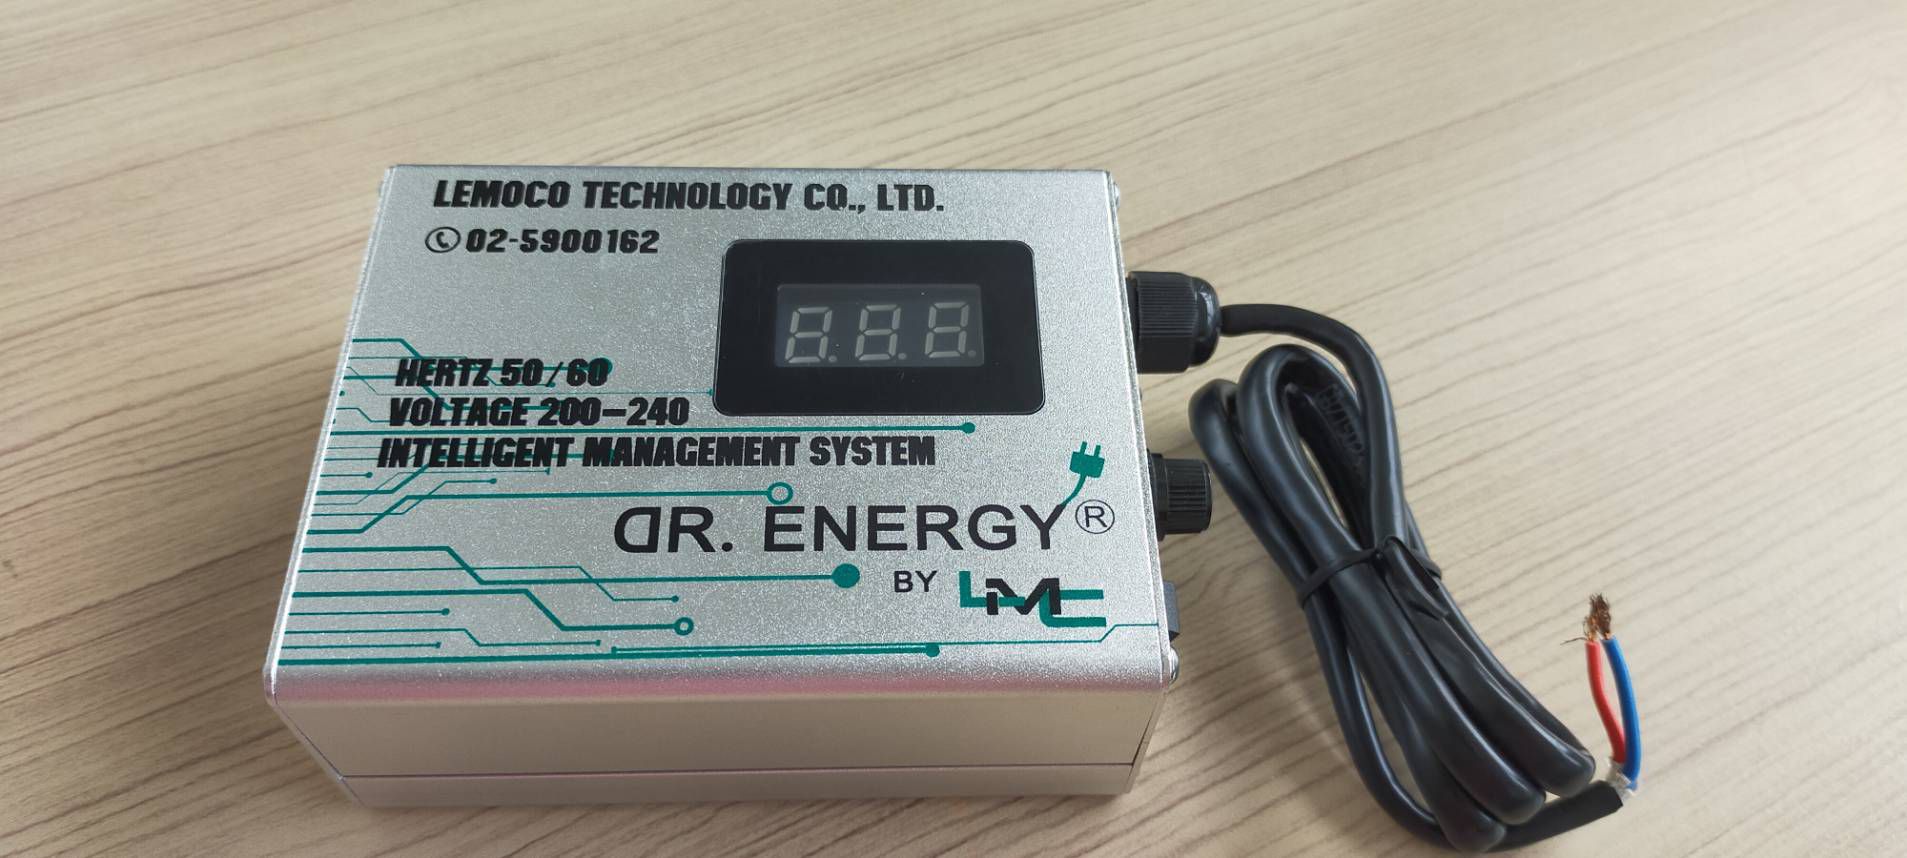 LEMOCO TECHNOLOGY CO., LTD.
02-5900162
8.8.8.
HERTZ 50/60
VOLTAGE 200-240
INTELLIGENT MANAGEMENT SYSTEM
DR. ENERGY®
BY LMC